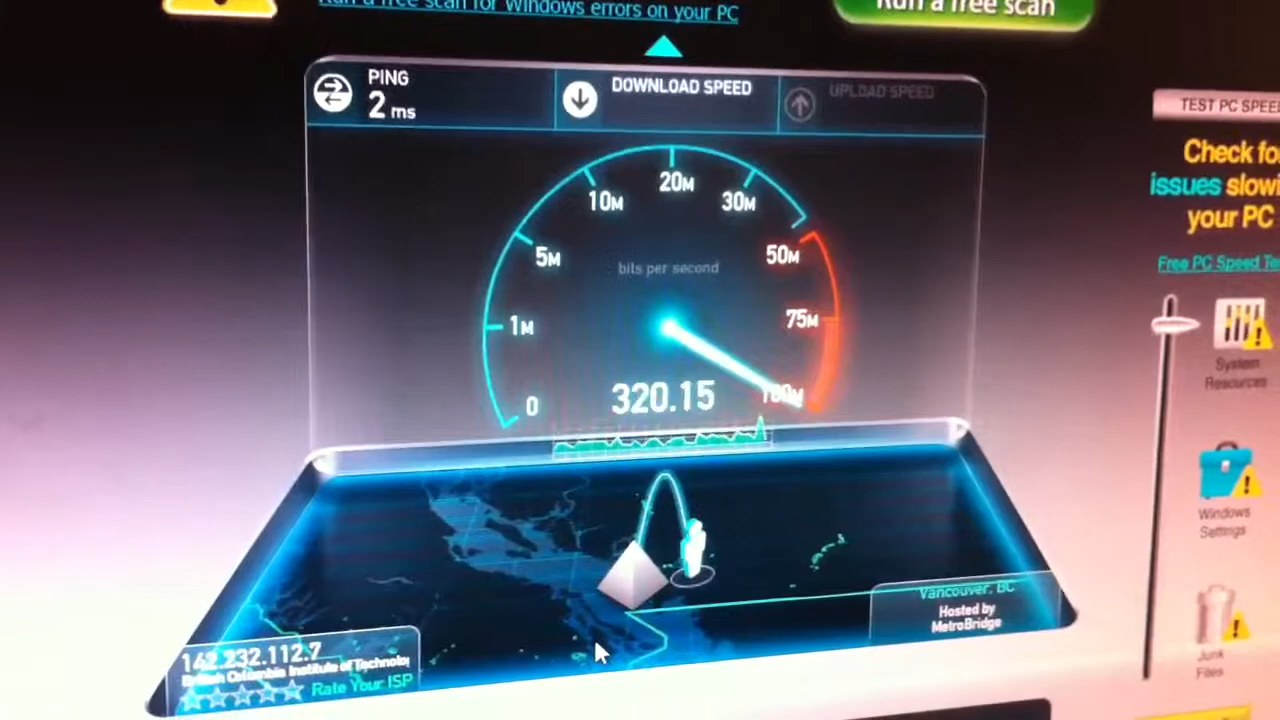 Run a free scan for Windows errors on your PC
Run a free scan
PING
2 ms
DOWNLOAD SPEED
UPLOAD SPEED
TEST PC SPEED
Check for
issues slowi
your PC
Free PC Speed Te
0
1M
5M
10M
20M
30M
50M
75M
100M
bits per second
320.15
System
Resources
Windows
Settings
Junk
Files
Vancouver, BC
Hosted by
MetroBridge
142.232.112.7
British Columbia Institute of Technolo
Rate Your ISP